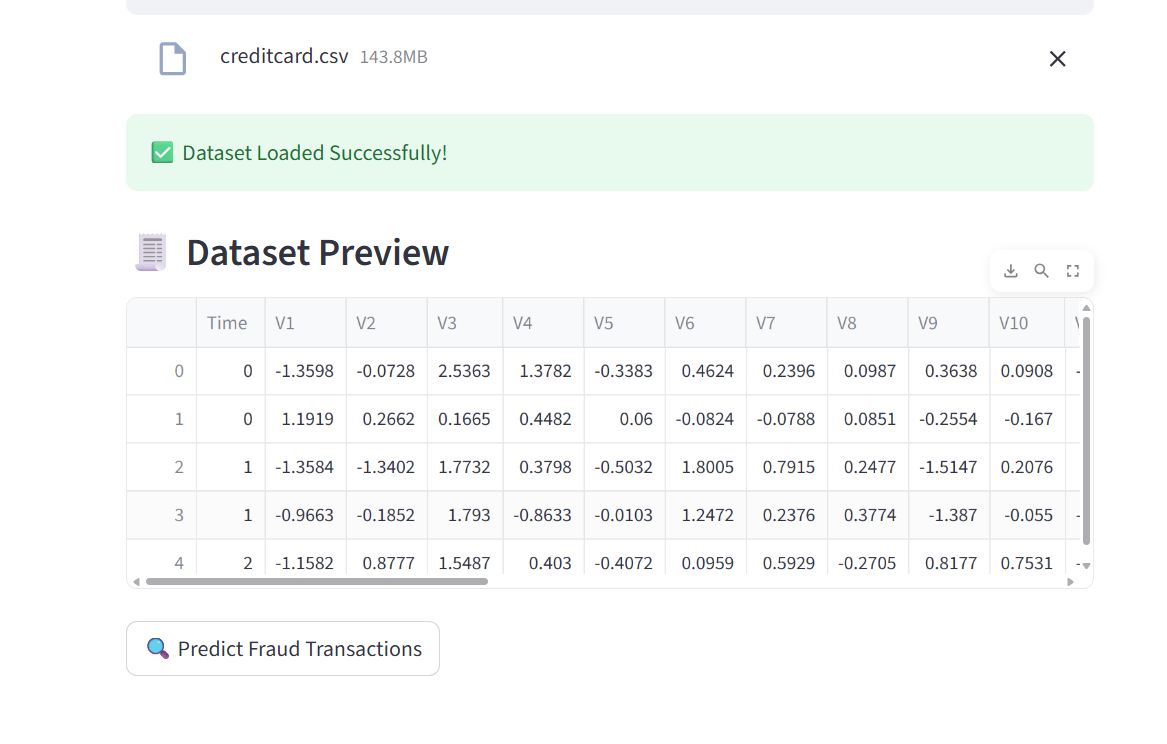 creditcard.csv 143.8MB
✅ Dataset Loaded Successfully!
Dataset Preview
Time V1 V2 V3 V4 V5 V6 V7 V8 V9 V10
0 0 -1.3598 -0.0728 2.5363 1.3782 -0.3383 0.4624 0.2396 0.0987 0.3638 0.0908
1 0 1.1919 0.2662 0.1665 0.4482 0.06 -0.0824 -0.0788 0.0851 -0.2554 -0.167
2 1 -1.3584 -1.3402 1.7732 0.3798 -0.5032 1.8005 0.7915 0.2477 -1.5147 0.2076
3 1 -0.9663 -0.1852 1.793 -0.8633 -0.0103 1.2472 0.2376 0.3774 -1.387 -0.055
4 2 -1.1582 0.8777 1.5487 0.403 -0.4072 0.0959 0.5929 -0.2705 0.8177 0.7531
Predict Fraud Transactions